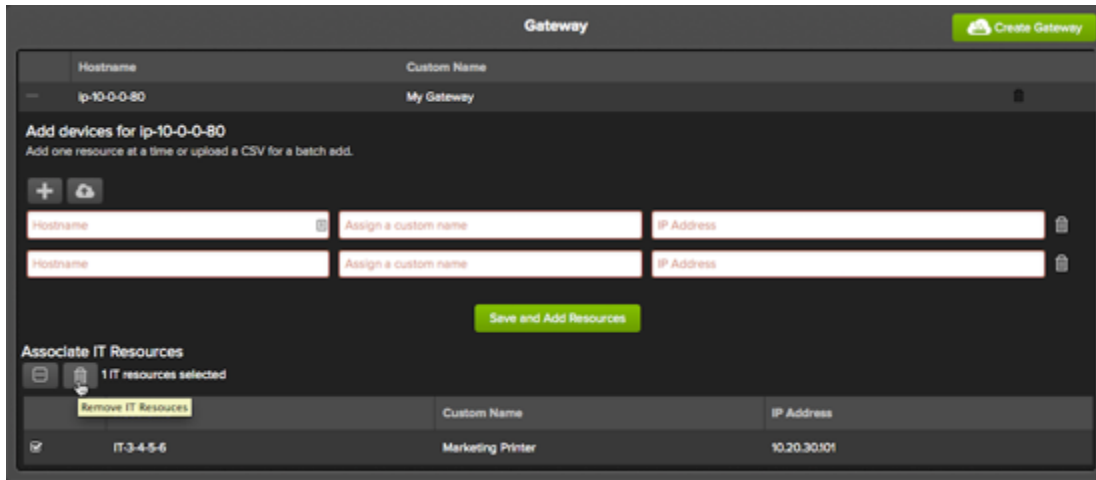 Gateway
Create Gateway
Hostname Custom Name
ip-10-0-0-80 My Gateway
Add devices for ip-10-0-0-80
Add one resource at a time or upload a CSV for a batch add.
Hostname Assign a custom name IP Address
Hostname Assign a custom name IP Address
Save and Add Resources
Associate IT Resources
1 IT resources selected
Remove IT Resouces
Custom Name IP Address
IT-3-4-5-6 Marketing Printer 10.20.30.101